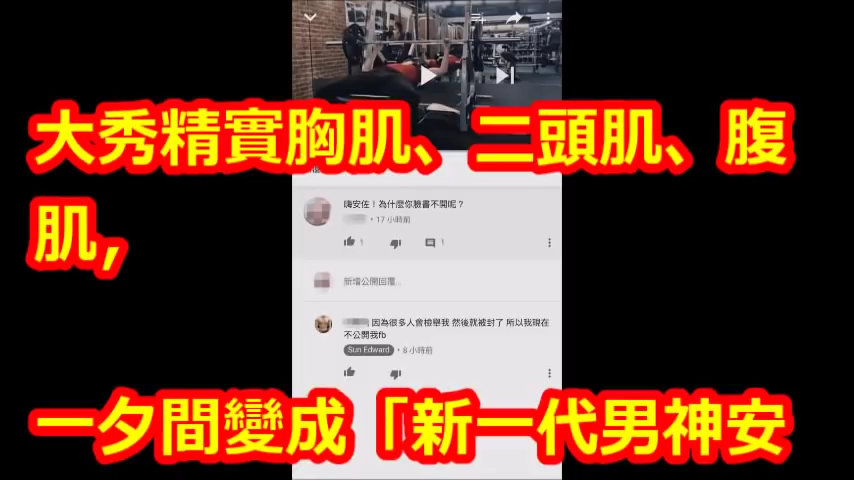 大秀精實胸肌、二頭肌、腹
肌,
嗨安佐！為什麼你臉書不開呢？
• 17 小時前
1
1
新增公開回覆...
因為很多人會檢舉我 然後就被封了 所以我現在
不公開我fb
Sun Edward • 8 小時前
一夕間變成「新一代男神安